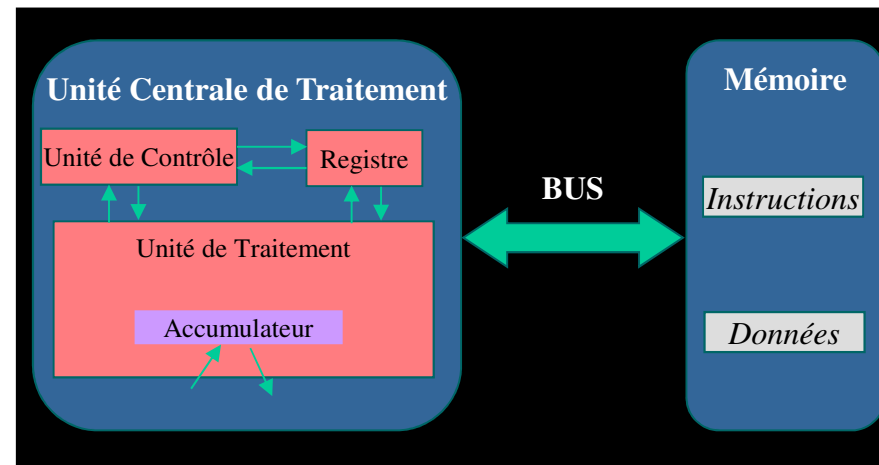 Unité Centrale de Traitement
Mémoire
Unité de Contrôle
Registre
BUS
Instructions
Unité de Traitement
Accumulateur
Données